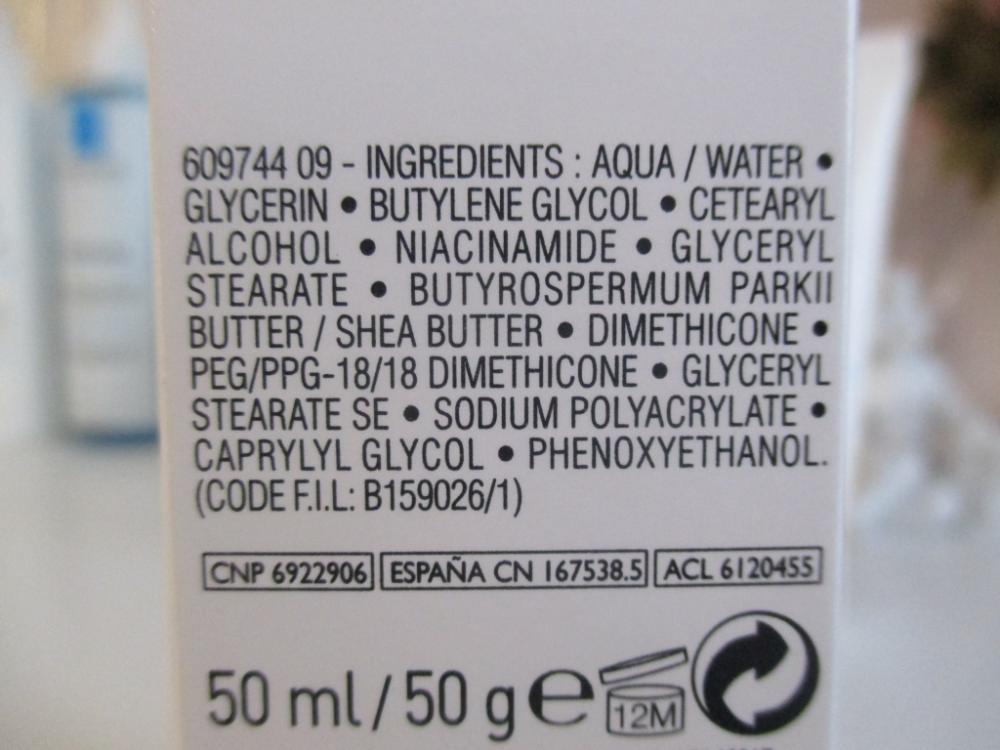 609744 09 - INGREDIENTS : AQUA / WATER •
GLYCERIN • BUTYLENE GLYCOL • CETEARYL
ALCOHOL • NIACINAMIDE • GLYCERYL
STEARATE • BUTYROSPERMUM PARKII
BUTTER / SHEA BUTTER • DIMETHICONE •
PEG/PPG-18/18 DIMETHICONE • GLYCERYL
STEARATE SE • SODIUM POLYACRYLATE •
CAPRYLYL GLYCOL • PHENOXYETHANOL.
(CODE F.I.L: B159026/1)
CNP 6922906 ESPAÑA CN 167538.5 ACL 6120455
50 ml / 50 g e 12M